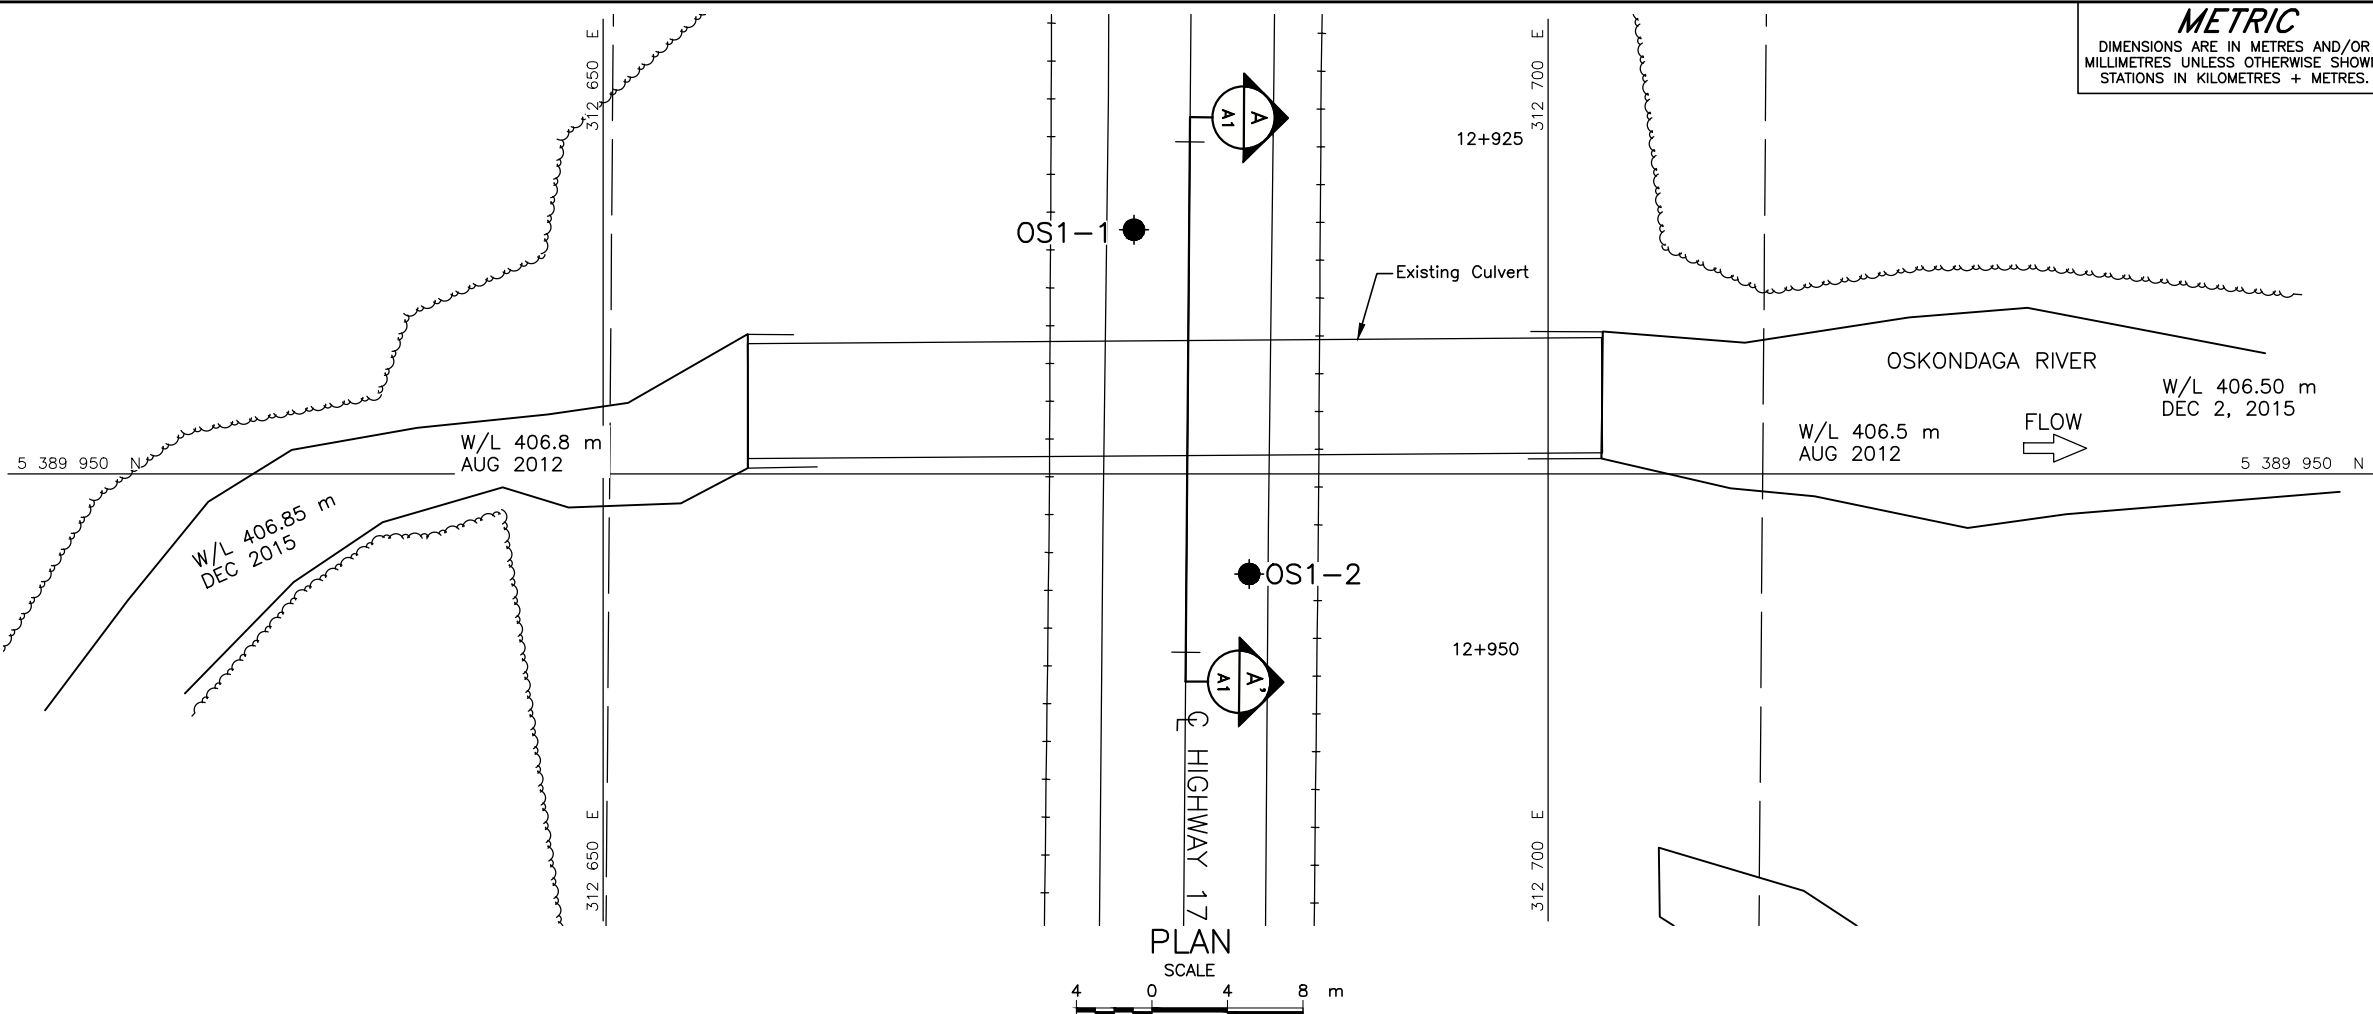 METRIC
DIMENSIONS ARE IN METRES AND/OR
MILLIMETRES UNLESS OTHERWISE SHOWN
STATIONS IN KILOMETRES + METRES.
312 650 E
312 700 E
A
A1
12+925
OS1-1
Existing Culvert
OSKONDAGA RIVER
W/L 406.50 m
DEC 2, 2015
FLOW
W/L 406.5 m
AUG 2012
W/L 406.8 m
AUG 2012
5 389 950 N
5 389 950 N
W/L 406.85 m
DEC 2015
OS1-2
12+950
A'
A1
CL HIGHWAY 17
312 650 E
312 700 E
PLAN
SCALE
4 0 4 8 m